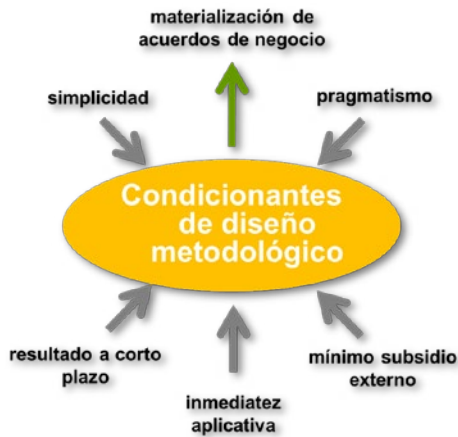 materialización de
acuerdos de negocio
simplicidad
pragmatismo
Condicionantes
de diseño
metodológico
resultado a corto
plazo
mínimo subsidio
externo
inmediatez
aplicativa